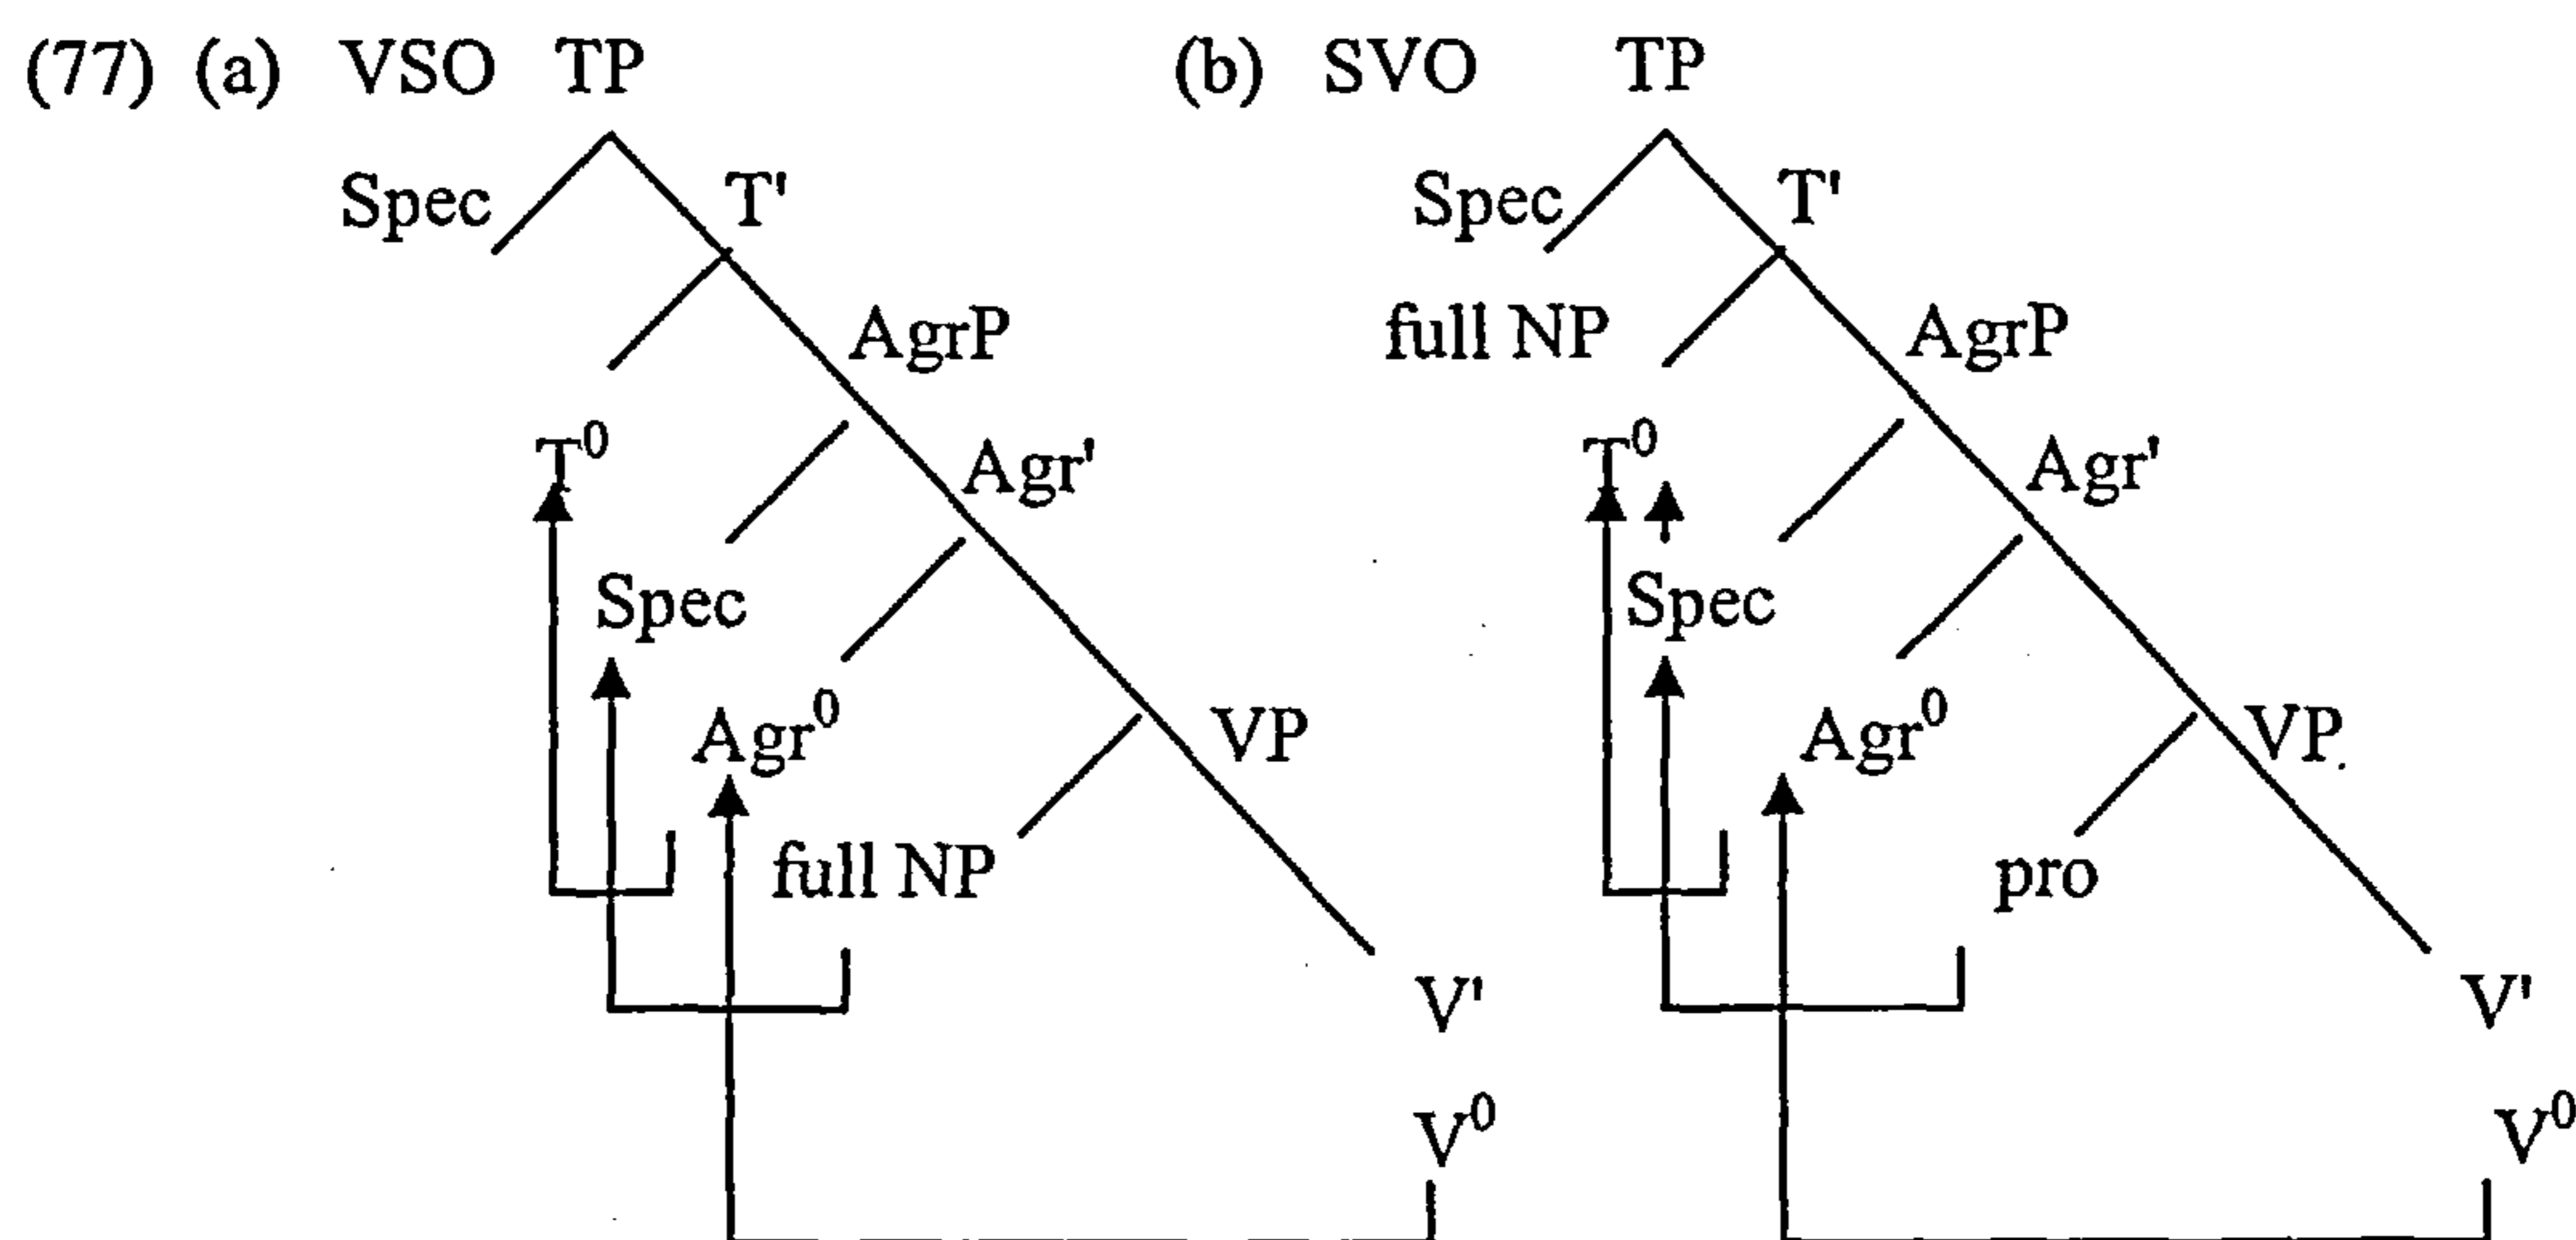 (77) (a) VSO TP (b) SVO TP
Spec T' Spec T'
AgrP full NP AgrP
T⁰ Agr' T⁰ Agr'
Spec Spec
Agr⁰ VP Agr⁰ VP
full NP pro
V' V'
V⁰ V⁰